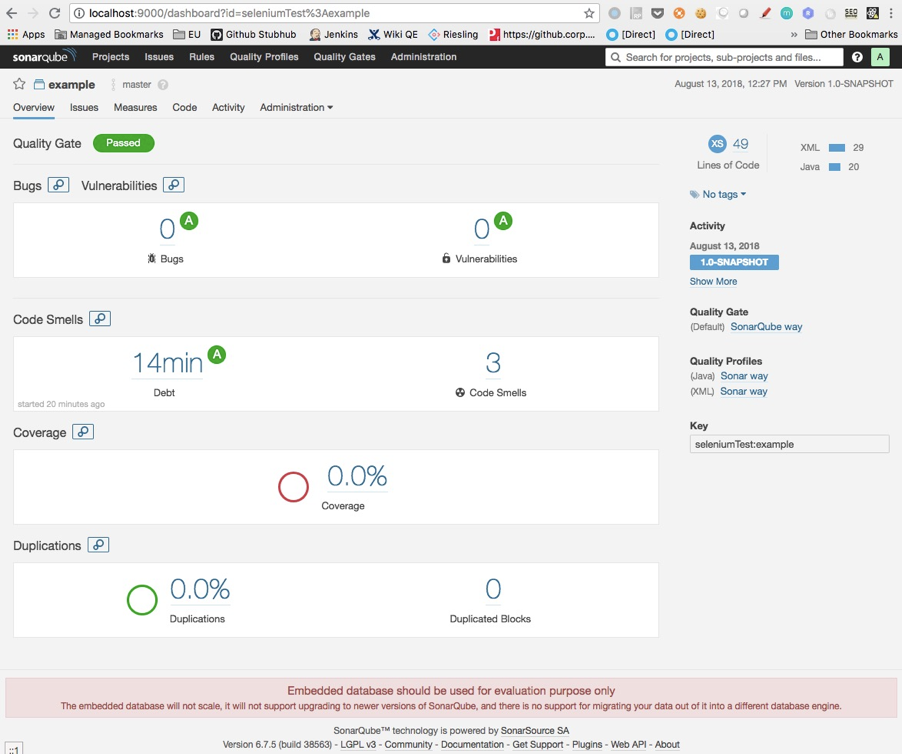 localhost:9000/dashboard?id=seleniumTest%3Aexample
Apps Managed Bookmarks EU Github Stubhub Jenkins Wiki QE Riesling https://github.corp.... [Direct] [Direct] » Other Bookmarks
sonarqube Projects Issues Rules Quality Profiles Quality Gates Administration Search for projects, sub-projects and files... ? A
example master ? August 13, 2018, 12:27 PM Version 1.0-SNAPSHOT
Overview Issues Measures Code Activity Administration
Quality Gate Passed
Bugs Vulnerabilities
0 A 0 A
Bugs Vulnerabilities
Code Smells
14min A 3
Debt Code Smells
started 20 minutes ago
Coverage
0.0%
Coverage
Duplications
0.0% 0
Duplications Duplicated Blocks
XS 49
Lines of Code
XML 29
Java 20
No tags
Activity
August 13, 2018
1.0-SNAPSHOT
Show More
Quality Gate
(Default) SonarQube way
Quality Profiles
(Java) Sonar way
(XML) Sonar way
Key
seleniumTest:example
Embedded database should be used for evaluation purpose only
The embedded database will not scale, it will not support upgrading to newer versions of SonarQube, and there is no support for migrating your data out of it into a different database engine.
SonarQube™ technology is powered by SonarSource SA
Version 6.7.5 (build 38563) - LGPL v3 - Community - Documentation - Get Support - Plugins - Web API - About
::1